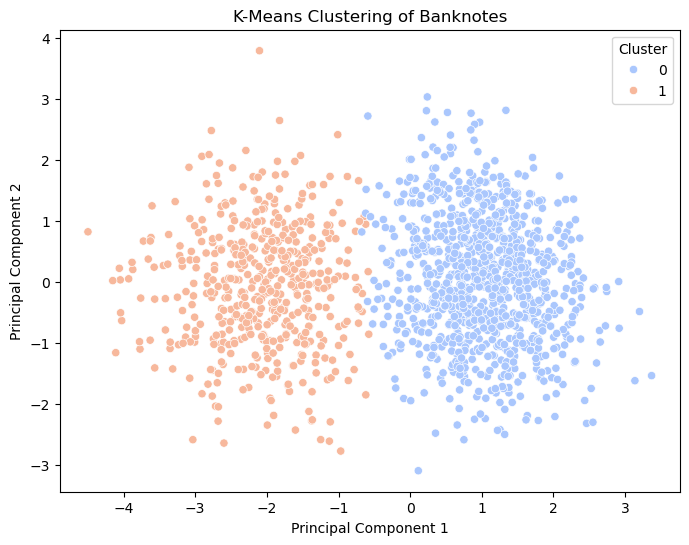 K-Means Clustering of Banknotes
Cluster
0
1
Principal Component 2
4
3
2
1
0
−1
−2
−3
−4 −3 −2 −1 0 1 2 3
Principal Component 1